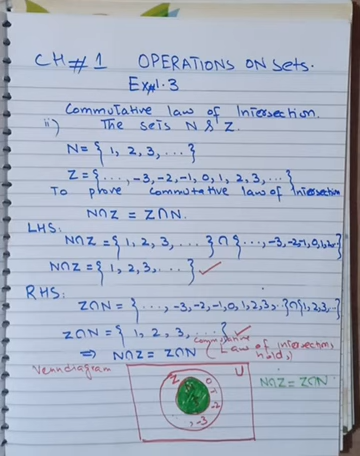 CH # 1 OPERATIONS ON Sets.
Ex# 1.3
Commutative law of Intersection.
ii) The sets N & Z.
N = { 1, 2, 3, ... }
Z = { ..., -3, -2, -1, 0, 1, 2, 3, ... }
To prove commutative law of Intersection
N∩Z = Z∩N.
LHS:
N∩Z = { 1, 2, 3, ... } ∩ { ..., -3, -2, -1, 0, 1, 2,
N∩Z = { 1, 2, 3, ... } ✓
RHS:
Z∩N = { ..., -3, -2, -1, 0, 1, 2, 3, ... } ∩ { 1, 2, 3, ...
Z∩N = { 1, 2, 3, ... } ✓
⇒ N∩Z = Z∩N (Commutative Law of Intersection, hold,)
Venn diagram
U
Z
0
-2
, -3
N∩Z = Z∩N